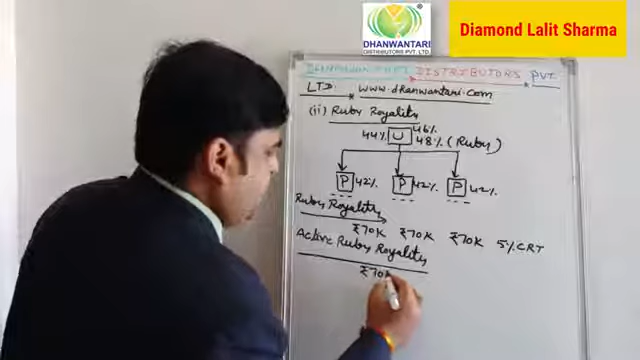 DHANWANTARI
PVT. LTD.
Diamond Lalit Sharma
DHANWANTARI DISTRIBUTORS PVT.
LTD. www.dhanwantari.com
(ii) Ruby Royality
46%
44% U 48% (Ruby)
P 42% P 42% P 42%
Ruby Royality
₹70K ₹70K ₹70K 5% CRT
Active Ruby Royality
₹70K